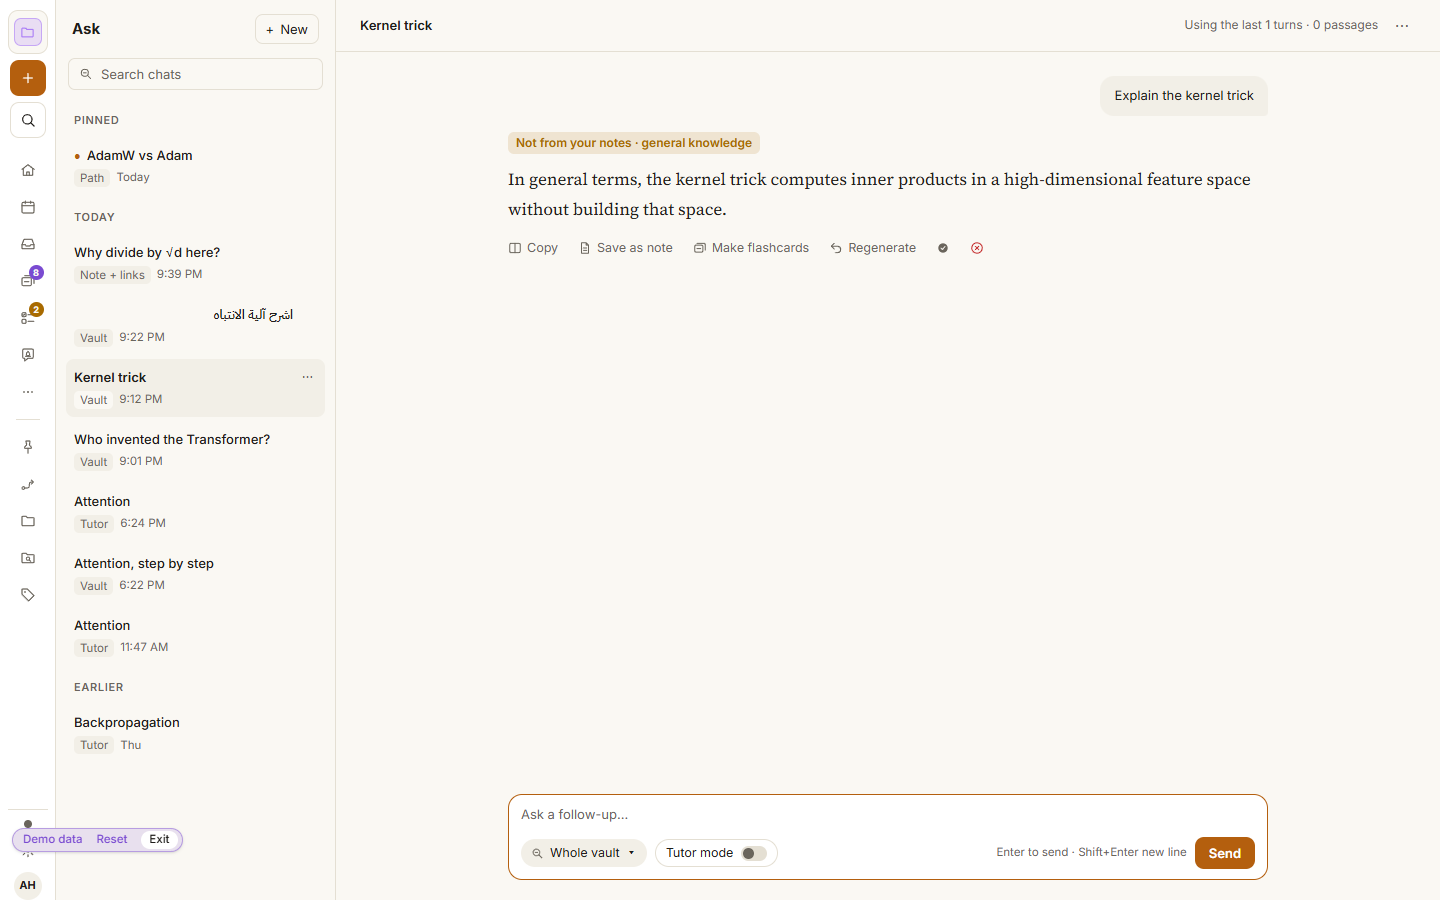 Ask
+ New
Search chats
PINNED
AdamW vs Adam
Path Today
TODAY
Why divide by √d here?
Note + links 9:39 PM
اشرح آلية الانتباه
Vault 9:22 PM
Kernel trick
Vault 9:12 PM
Who invented the Transformer?
Vault 9:01 PM
Attention
Tutor 6:24 PM
Attention, step by step
Vault 6:22 PM
Attention
Tutor 11:47 AM
EARLIER
Backpropagation
Tutor Thu
8
2
Demo data Reset Exit
AH
Kernel trick
Using the last 1 turns · 0 passages
Explain the kernel trick
Not from your notes · general knowledge
In general terms, the kernel trick computes inner products in a high-dimensional feature space
without building that space.
Copy Save as note Make flashcards Regenerate
Ask a follow-up...
Whole vault Tutor mode Enter to send · Shift+Enter new line Send